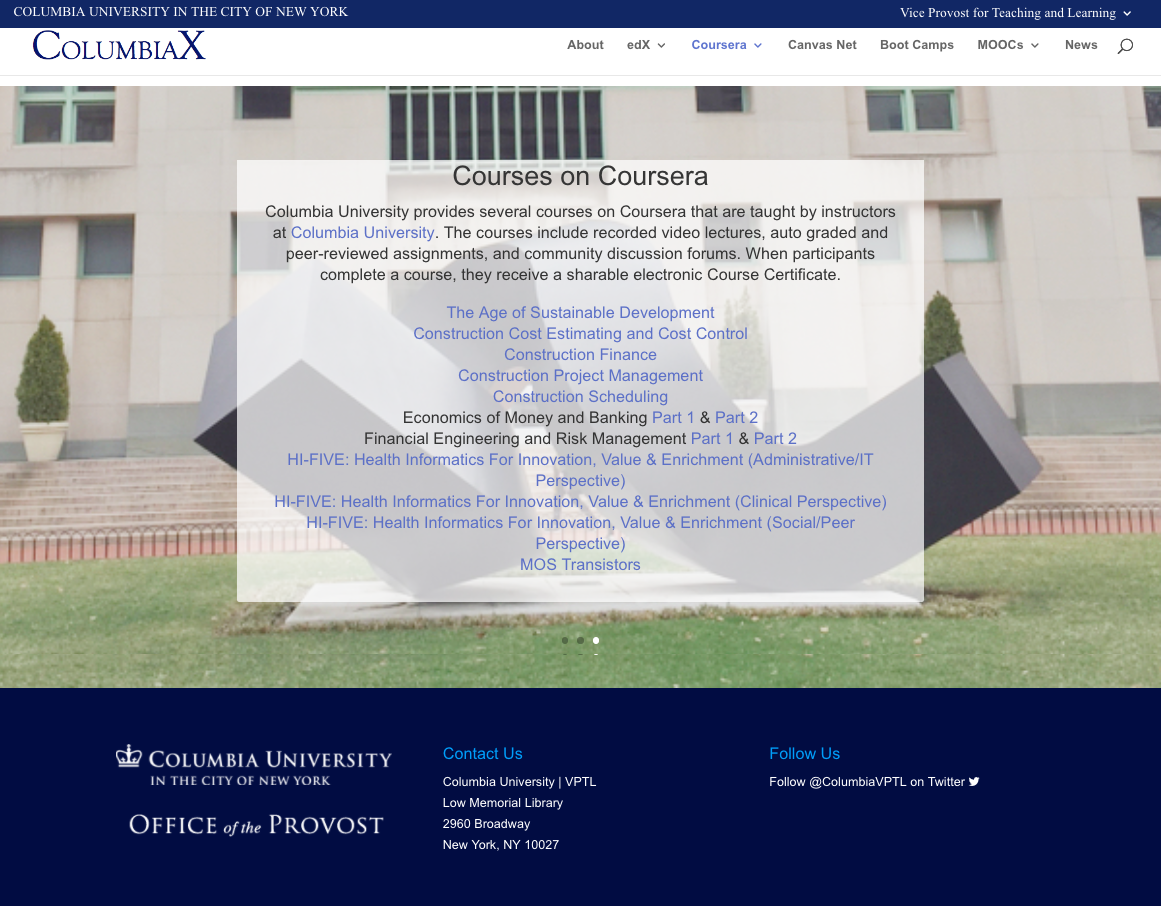 COLUMBIA UNIVERSITY IN THE CITY OF NEW YORK
Vice Provost for Teaching and Learning
COLUMBIAX
About edX Coursera Canvas Net Boot Camps MOOCs News
Courses on Coursera
Columbia University provides several courses on Coursera that are taught by instructors
at Columbia University. The courses include recorded video lectures, auto graded and
peer-reviewed assignments, and community discussion forums. When participants
complete a course, they receive a sharable electronic Course Certificate.
The Age of Sustainable Development
Construction Cost Estimating and Cost Control
Construction Finance
Construction Project Management
Construction Scheduling
Economics of Money and Banking Part 1 & Part 2
Financial Engineering and Risk Management Part 1 & Part 2
HI-FIVE: Health Informatics For Innovation, Value & Enrichment (Administrative/IT
Perspective)
HI-FIVE: Health Informatics For Innovation, Value & Enrichment (Clinical Perspective)
HI-FIVE: Health Informatics For Innovation, Value & Enrichment (Social/Peer
Perspective)
MOS Transistors
COLUMBIA UNIVERSITY
IN THE CITY OF NEW YORK
OFFICE of the PROVOST
Contact Us
Columbia University | VPTL
Low Memorial Library
2960 Broadway
New York, NY 10027
Follow Us
Follow @ColumbiaVPTL on Twitter